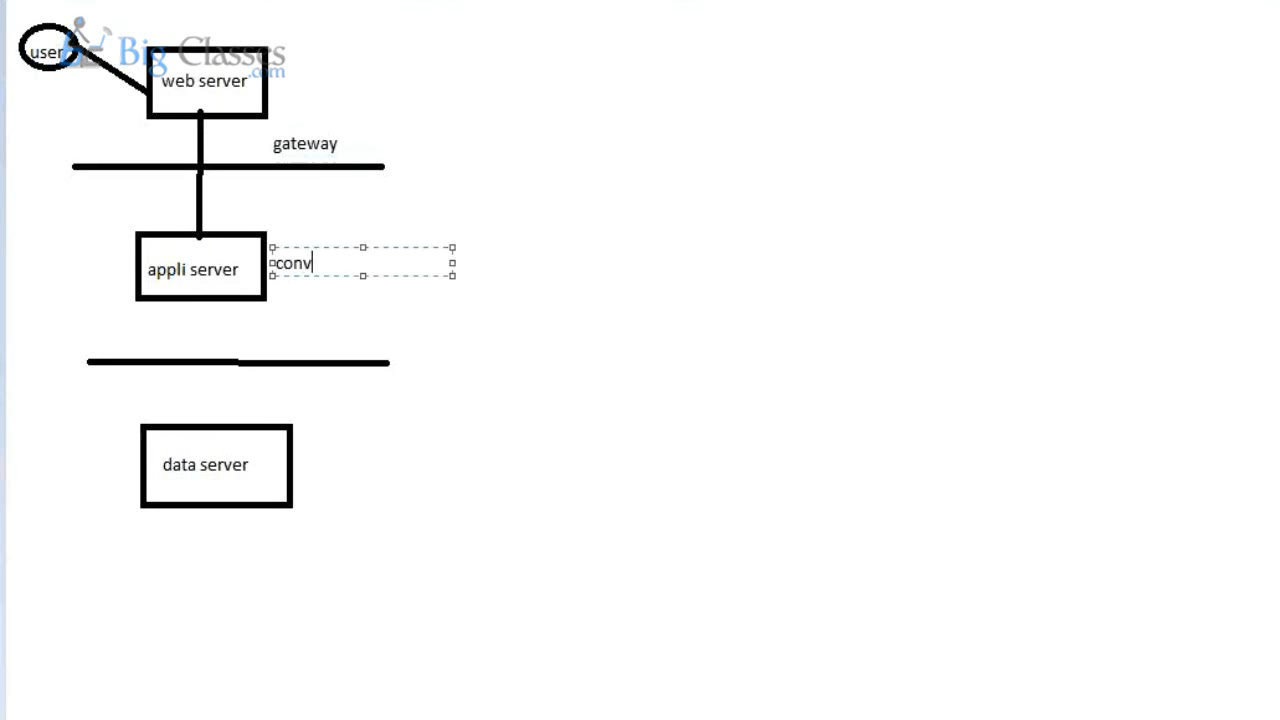 user
Big Classes
.com
web server
gateway
appli server
conv
data server